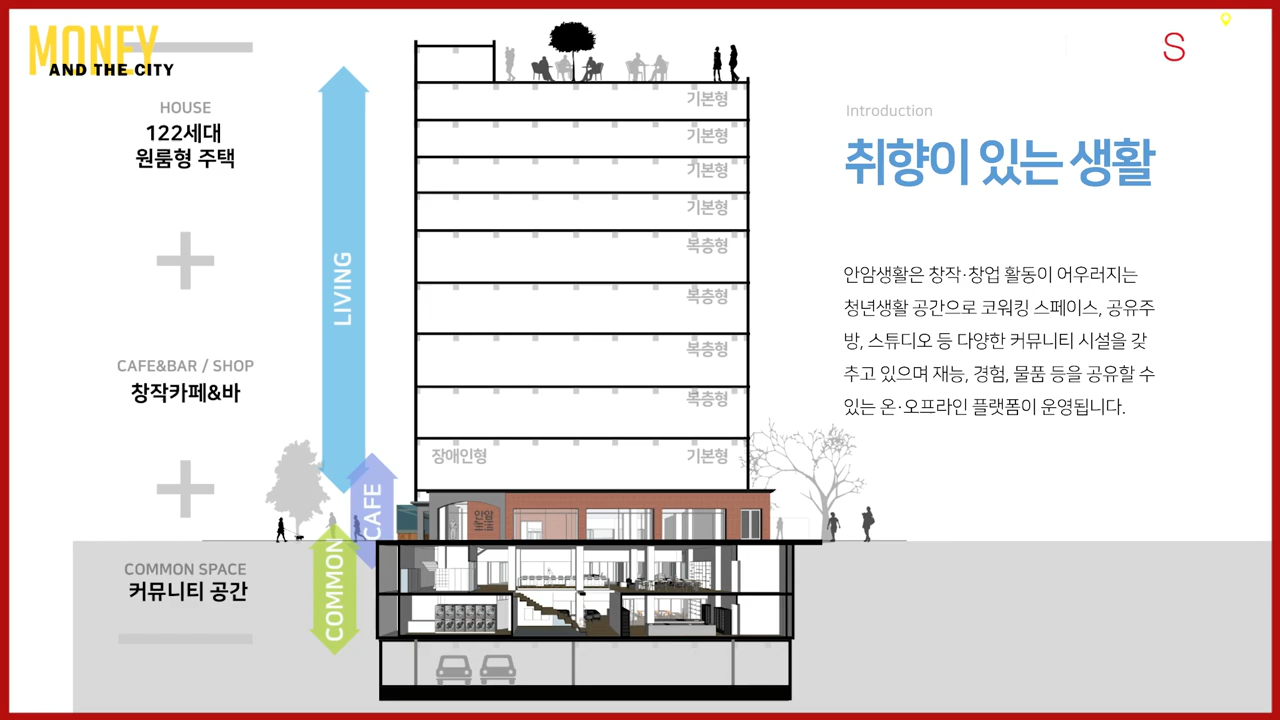 MONEY
AND THE CITY
HOUSE
122세대
원룸형 주택
CAFE&BAR / SHOP
창작카페&바
COMMON SPACE
커뮤니티 공간
LIVING
CAFE
COMMON
기본형
기본형
기본형
기본형
복층형
복층형
복층형
복층형
장애인형 기본형
안암
생활
S
Introduction
취향이 있는 생활
안암생활은 창작·창업 활동이 어우러지는
청년생활 공간으로 코워킹 스페이스, 공유주
방, 스튜디오 등 다양한 커뮤니티 시설을 갖
추고 있으며 재능, 경험, 물품 등을 공유할 수
있는 온·오프라인 플랫폼이 운영됩니다.